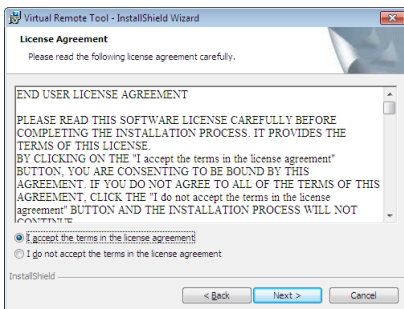 Virtual Remote Tool - InstallShield Wizard
License Agreement
Please read the following license agreement carefully.
END USER LICENSE AGREEMENT
PLEASE READ THIS SOFTWARE LICENSE CAREFULLY BEFORE
COMPLETING THE INSTALLATION PROCESS. IT PROVIDES THE
TERMS OF THIS LICENSE.
BY CLICKING ON THE "I accept the terms in the license agreement"
BUTTON, YOU ARE CONSENTING TO BE BOUND BY THIS
AGREEMENT. IF YOU DO NOT AGREE TO ALL OF THE TERMS OF THIS
AGREEMENT, CLICK THE "I do not accept the terms in the license
agreement" BUTTON AND THE INSTALLATION PROCESS WILL NOT
CONTINUE.
I accept the terms in the license agreement
I do not accept the terms in the license agreement
InstallShield
< Back Next > Cancel